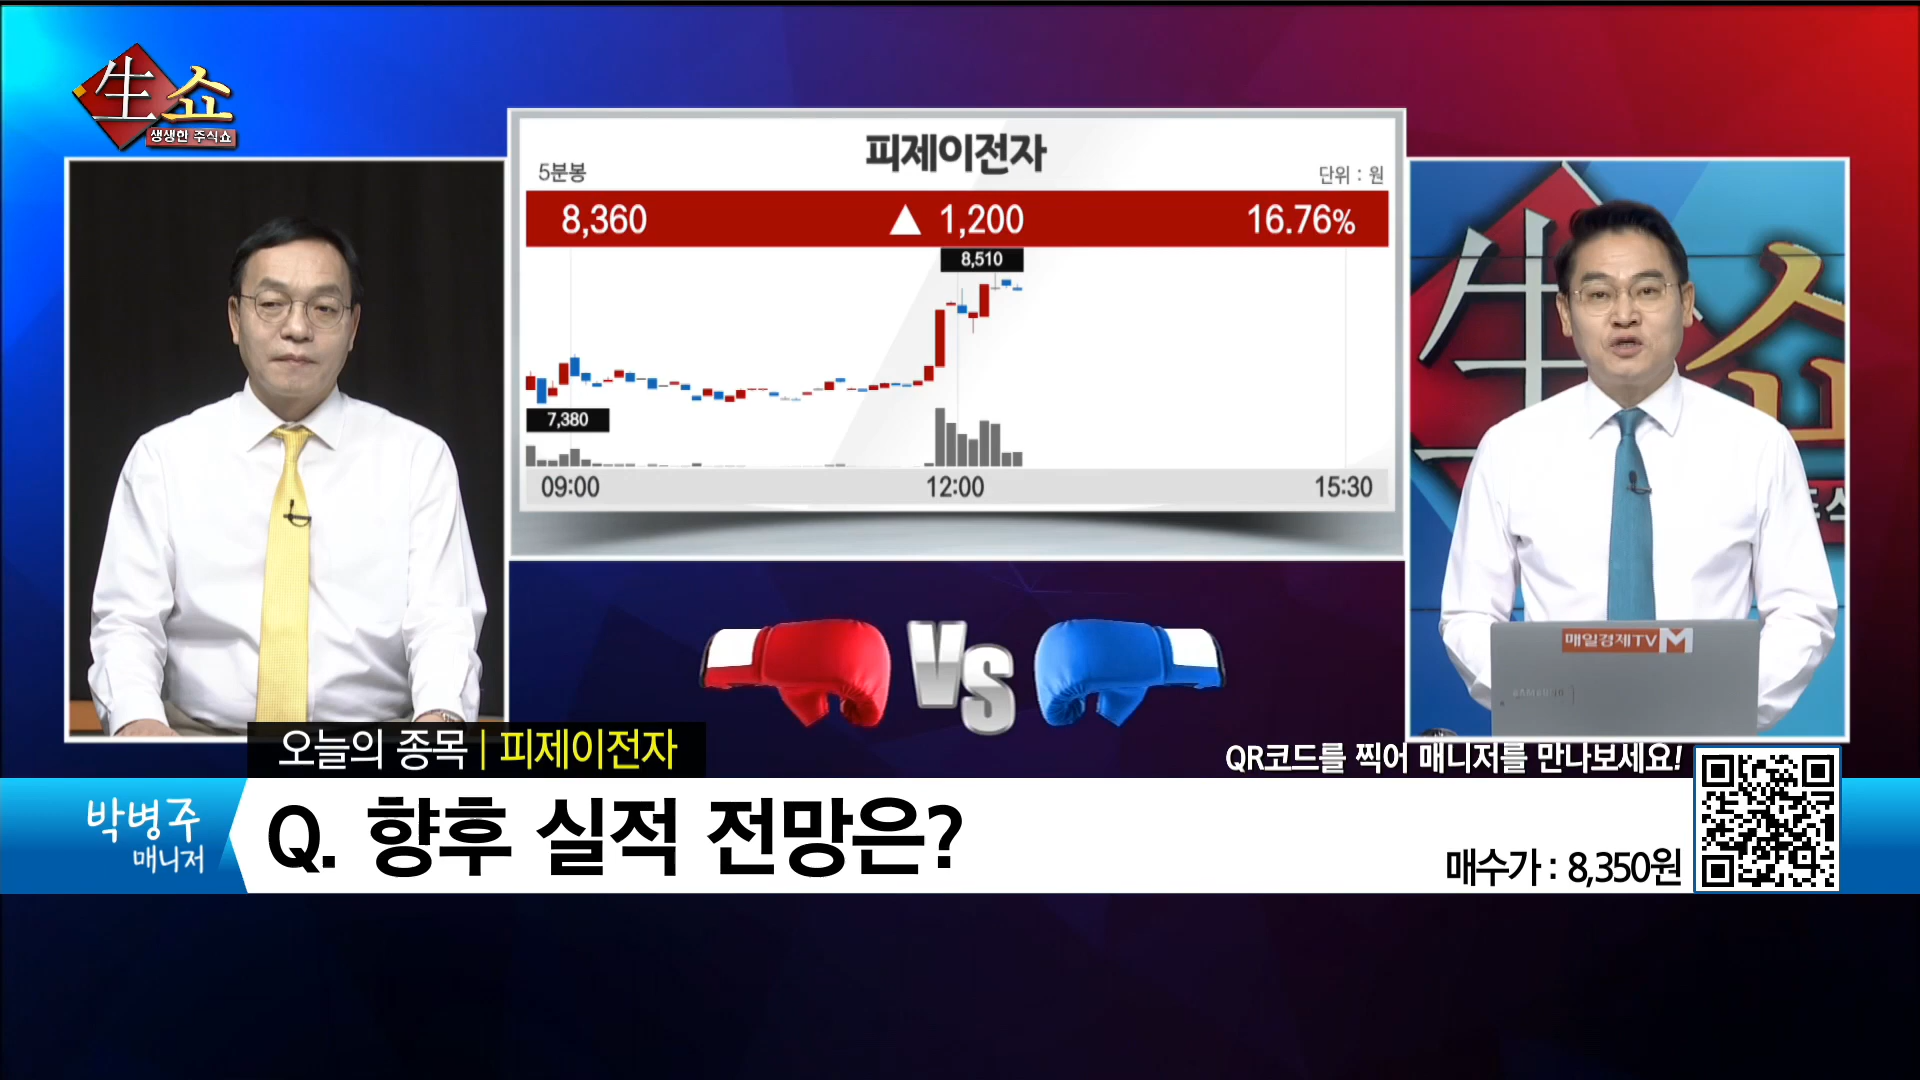 生쇼
생생한 주식쇼
피제이전자
5분봉
단위 : 원
8,360 ▲ 1,200 16.76%
8,510
7,380
09:00 12:00 15:30
生쇼
매일경제TV M
VS
오늘의 종목 | 피제이전자
QR코드를 찍어 매니저를 만나보세요!
박병주
매니저
Q. 향후 실적 전망은?
매수가 : 8,350원